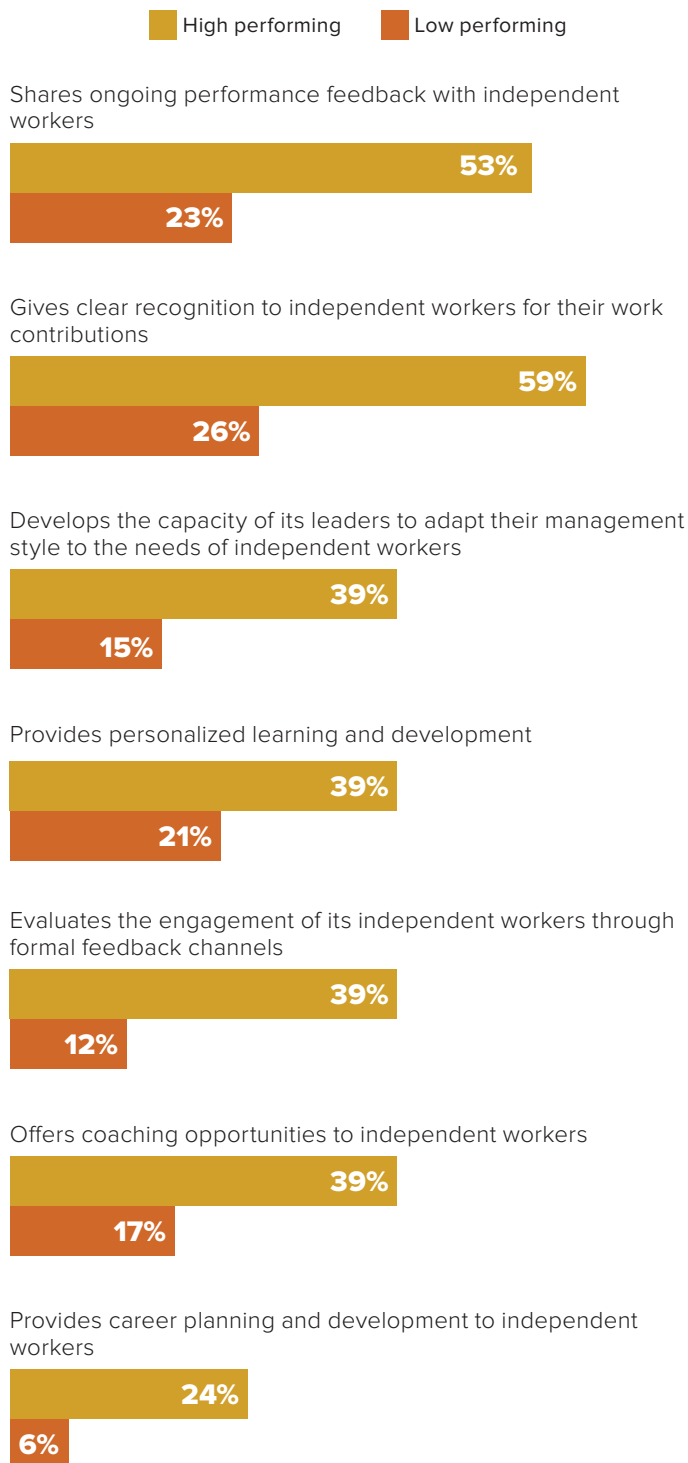 High performing Low performing
Shares ongoing performance feedback with independent
workers
53%
23%
Gives clear recognition to independent workers for their work
contributions
59%
26%
Develops the capacity of its leaders to adapt their management
style to the needs of independent workers
39%
15%
Provides personalized learning and development
39%
21%
Evaluates the engagement of its independent workers through
formal feedback channels
39%
12%
Offers coaching opportunities to independent workers
39%
17%
Provides career planning and development to independent
workers
24%
6%